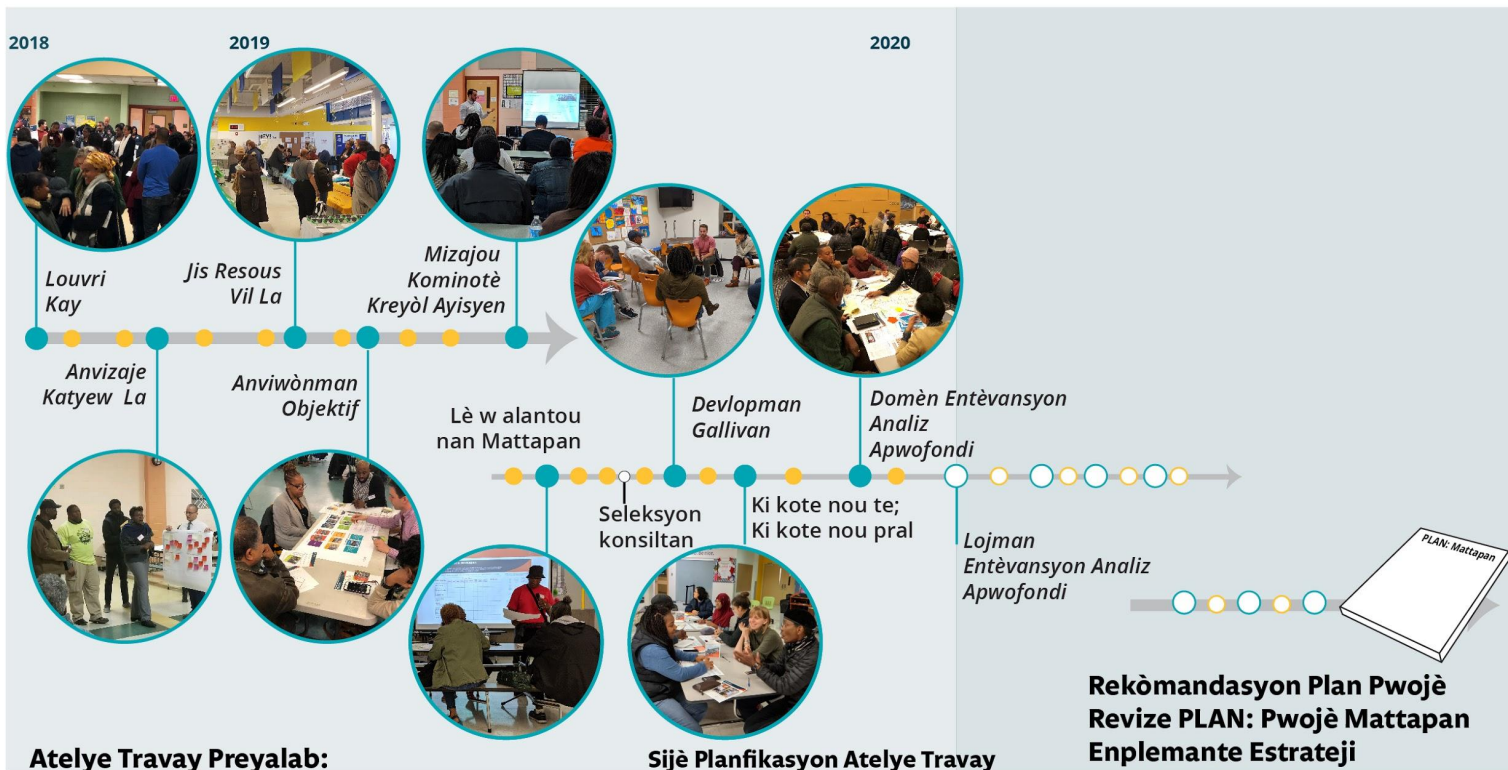 2018
2019
2020
Louvri
Kay
Jis Resous
Vil La
Mizajou
Kominotè
Kreyòl Ayisyen
Anvizaje
Katyew La
Anviwònman
Objektif
Lè w alantou
nan Mattapan
Seleksyon
konsiltan
Devlopman
Gallivan
Ki kote nou te;
Ki kote nou pral
Domèn Entèvansyon
Analiz
Apwofondi
Lojman
Entèvansyon Analiz
Apwofondi
PLAN: Mattapan
Atelye Travay Preyalab:
Sijè Planfikasyon Atelye Travay
Rekòmandasyon Plan Pwojè
Revize PLAN: Pwojè Mattapan
Enplemante Estrateji